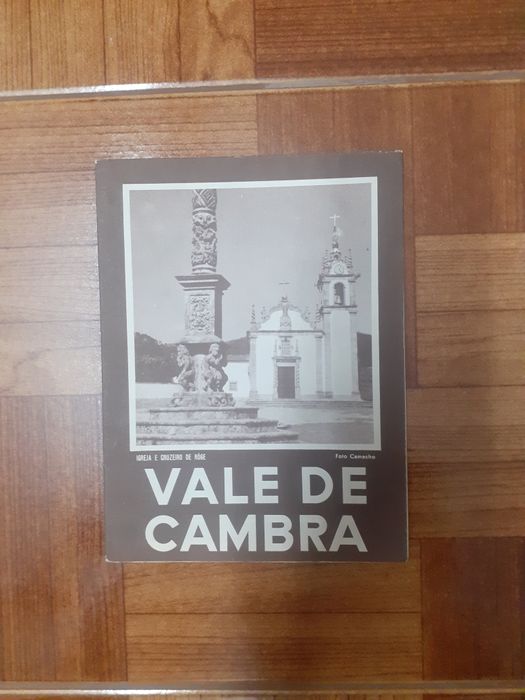 IGREJA E CRUZEIRO DE RÔGE
Foto Camacho
VALE DE
CAMBRA